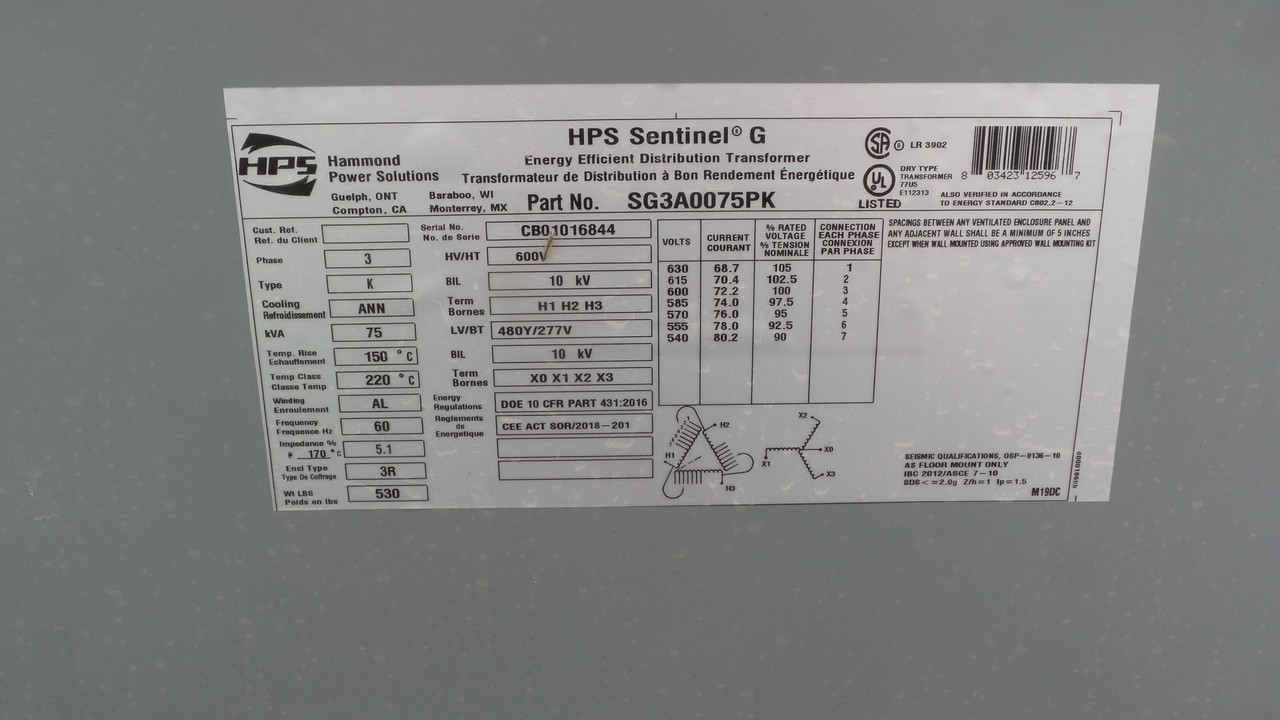 HPS Sentinel® G
Energy Efficient Distribution Transformer
Transformateur de Distribution à Bon Rendement Énergétique
HPS
Hammond
Power Solutions
Guelph, ONT Baraboo, WI
Compton, CA Monterrey, MX
Part No. SG3A0075PK
SA ® LR 3902
UL
LISTED
DRY TYPE
TRANSFORMER
77U5
E112313
8 03423 12596 7
ALSO VERIFIED IN ACCORDANCE
TO ENERGY STANDARD C802.2-12
Cust. Ref.
Ref. du Client
Phase 3
Type K
Cooling
Refroidissement ANN
kVA 75
Temp. Rise
Echauffement 150 °C
Temp Class
Classe Temp 220 °C
Winding
Enroulement AL
Frequency
Frequence Hz 60
Impedance %
@ 170 °C 5.1
Encl Type
Type De Coffrage 3R
Wt LBS
Poids en lbs 530
Serial No.
No. de Serie CB01016844
HV/HT 600V
BIL 10 kV
Term
Bornes H1 H2 H3
LV/BT 480Y/277V
BIL 10 kV
Term
Bornes X0 X1 X2 X3
Energy
Regulations DOE 10 CFR PART 431:2016
Reglements
de
Energetique CEE ACT SOR/2018-201
VOLTS
CURRENT
COURANT
% RATED
VOLTAGE
% TENSION
NOMINALE
CONNECTION
EACH PHASE
CONNEXION
PAR PHASE
630 68.7 105 1
615 70.4 102.5 2
600 72.2 100 3
585 74.0 97.5 4
570 76.0 95 5
555 78.0 92.5 6
540 80.2 90 7
SPACINGS BETWEEN ANY VENTILATED ENCLOSURE PANEL AND
ANY ADJACENT WALL SHALL BE A MINIMUM OF 5 INCHES
EXCEPT WHEN WALL MOUNTED USING APPROVED WALL MOUNTING KIT
H1
H2
H3
X2
X1
X0
X3
SEISMIC QUALIFICATIONS, OSP-0136-10
AS FLOOR MOUNT ONLY
IBC 2012/ASCE 7-10
SDS<=2.0g Z/h=1 Ip=1.5
M19DC